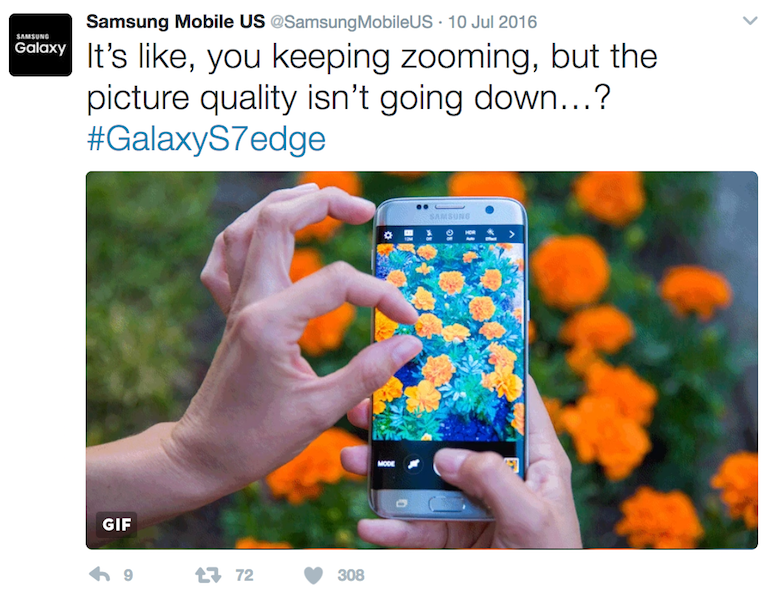 Samsung Mobile US @SamsungMobileUS · 10 Jul 2016
SAMSUNG
Galaxy
It's like, you keeping zooming, but the
picture quality isn't going down…?
#GalaxyS7edge
SAMSUNG
HDR
MODE
GIF
9 72 308